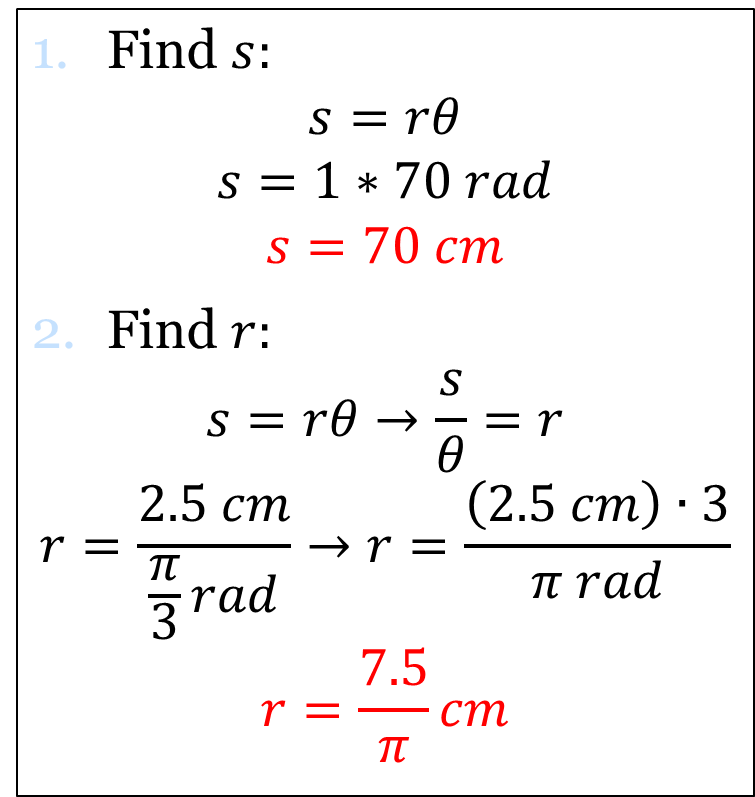 1. Find s:
s = rθ
s = 1 * 70 rad
s = 70 cm
2. Find r:
s = rθ → s/θ = r
r = 2.5 cm/(π/3 rad) → r = (2.5 cm) · 3/π rad
r = 7.5/π cm